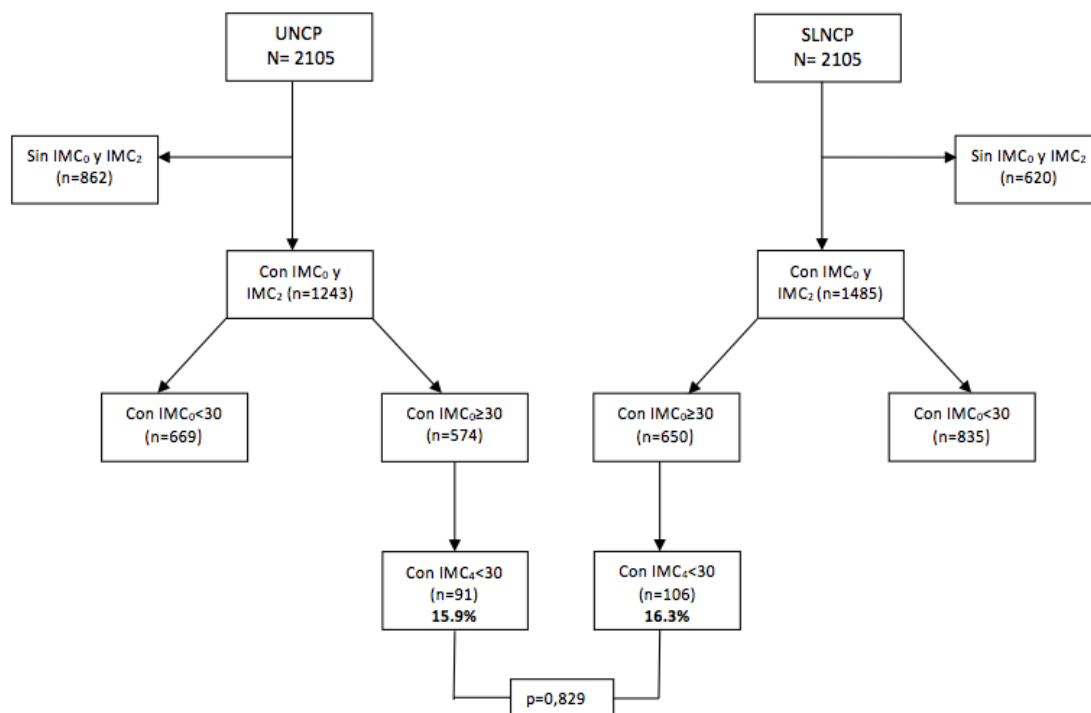 UNCP
N= 2105
SLNCP
N= 2105
Sin IMC₀ y IMC₂
(n=862)
Sin IMC₀ y IMC₂
(n=620)
Con IMC₀ y
IMC₂ (n=1243)
Con IMC₀ y
IMC₂ (n=1485)
Con IMC₀<30
(n=669)
Con IMC₀≥30
(n=574)
Con IMC₀≥30
(n=650)
Con IMC₀<30
(n=835)
Con IMC₄<30
(n=91)
15.9%
Con IMC₄<30
(n=106)
16.3%
p=0,829